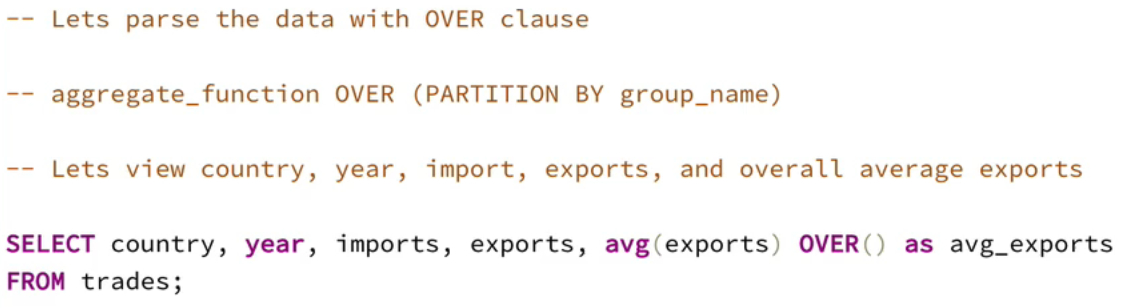 -- Lets parse the data with OVER clause
-- aggregate_function OVER (PARTITION BY group_name)
-- Lets view country, year, import, exports, and overall average exports
SELECT country, year, imports, exports, avg(exports) OVER() as avg_exports
FROM trades;